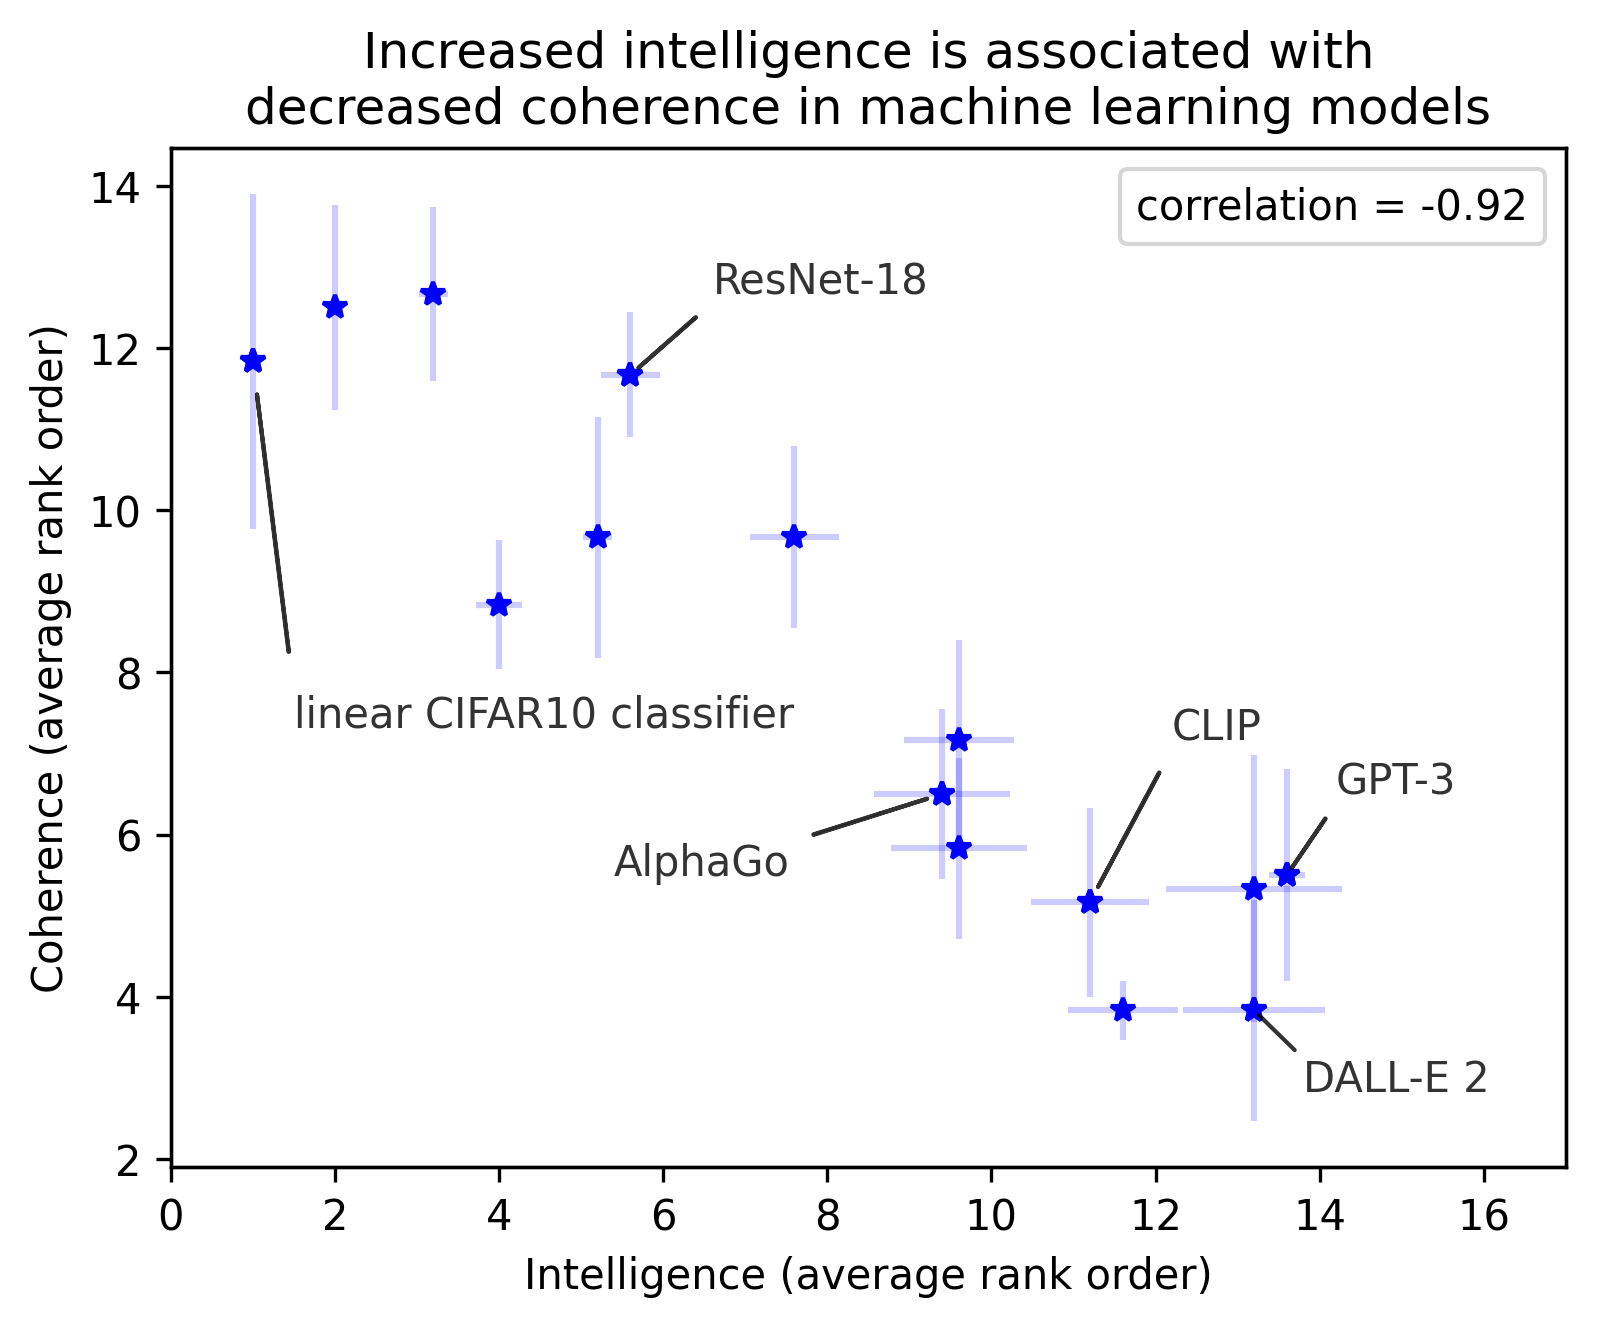 Increased intelligence is associated with
decreased coherence in machine learning models
correlation = -0.92
ResNet-18
linear CIFAR10 classifier
CLIP
GPT-3
AlphaGo
DALL-E 2
Coherence (average rank order)
14
12
10
8
6
4
2
0 2 4 6 8 10 12 14 16
Intelligence (average rank order)